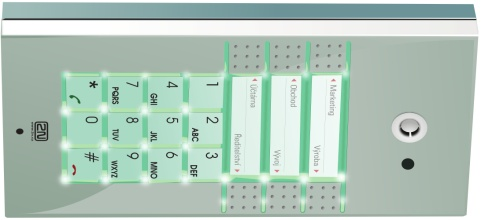 Marketing Výroba
Obchod Vývoj
Účtárna Ředitelství
1 2 ABC 3 DEF
4 GHI 5 JKL 6 MNO
7 PQRS 8 TUV 9 WXYZ
* 0 #
2N